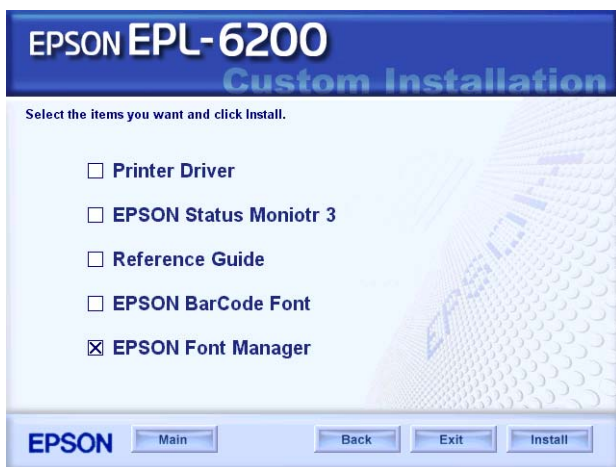 EPSON EPL-6200
Custom Installation
Select the items you want and click Install.
Printer Driver
EPSON Status Moniotr 3
Reference Guide
EPSON BarCode Font
EPSON Font Manager
EPSON
EPSON
Main
Back
Exit
Install